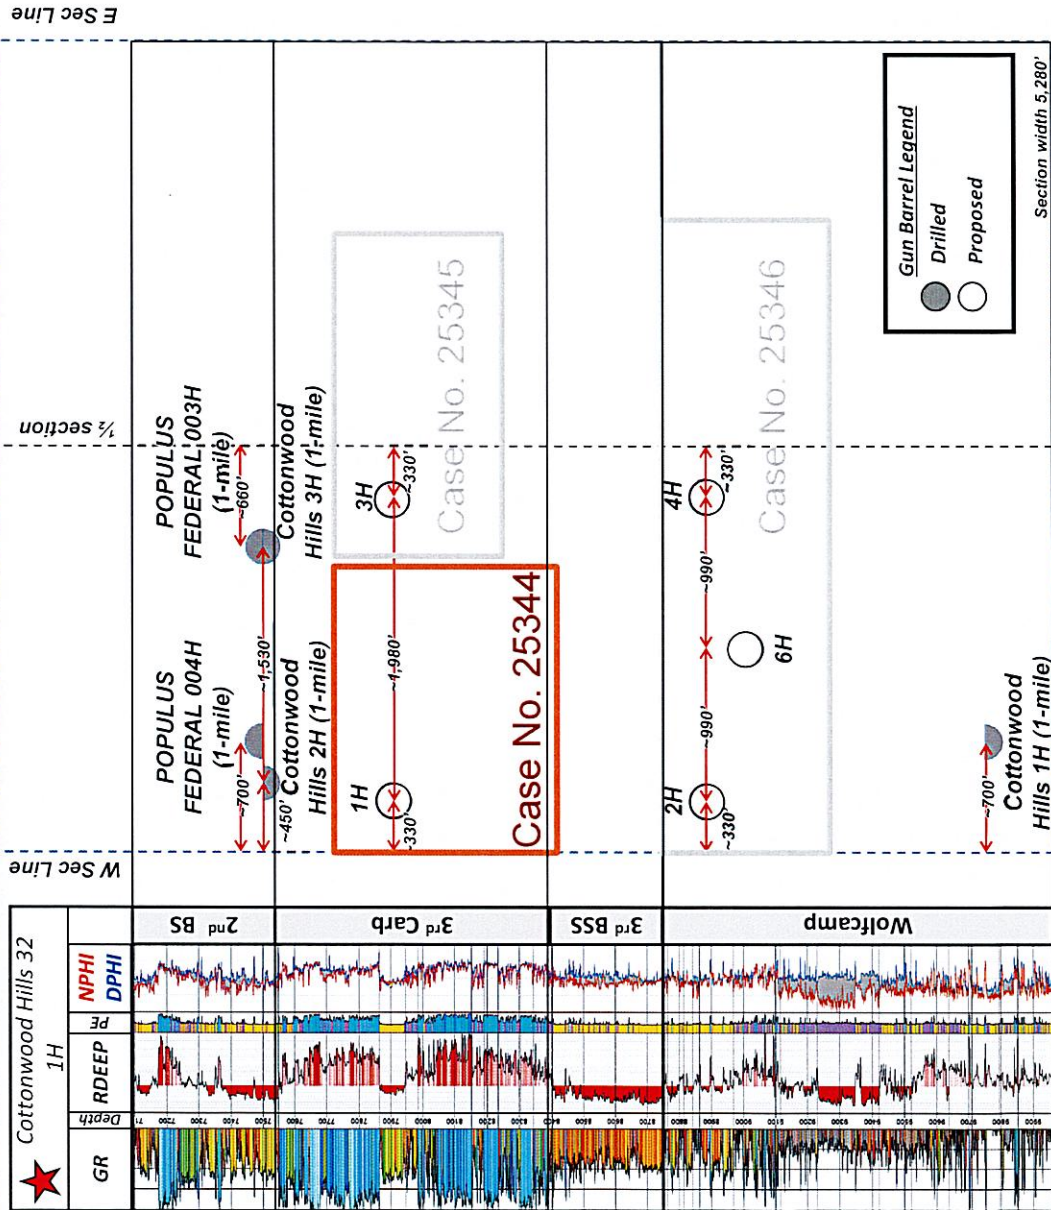 Cottonwood Hills 32
1H
GR
Depth
RDEEP
PE
NPHI
DPHI
2nd BS
3rd Carb
3rd BSS
Wolfcamp
W Sec Line
½ section
E Sec Line
POPULUS
FEDERAL 004H
(1-mile)
~700'
~450'
Cottonwood
Hills 2H (1-mile)
~1,530'
POPULUS
FEDERAL 003H
(1-mile)
~660'
Cottonwood
Hills 3H (1-mile)
1H
~330'
~1,980'
3H
~330'
Case No. 25344
Case No. 25345
2H
~330'
~990'
6H
~990'
4H
~330'
Case No. 25346
~700'
Cottonwood
Hills 1H (1-mile)
Gun Barrel Legend
Drilled
Proposed
Section width 5,280'